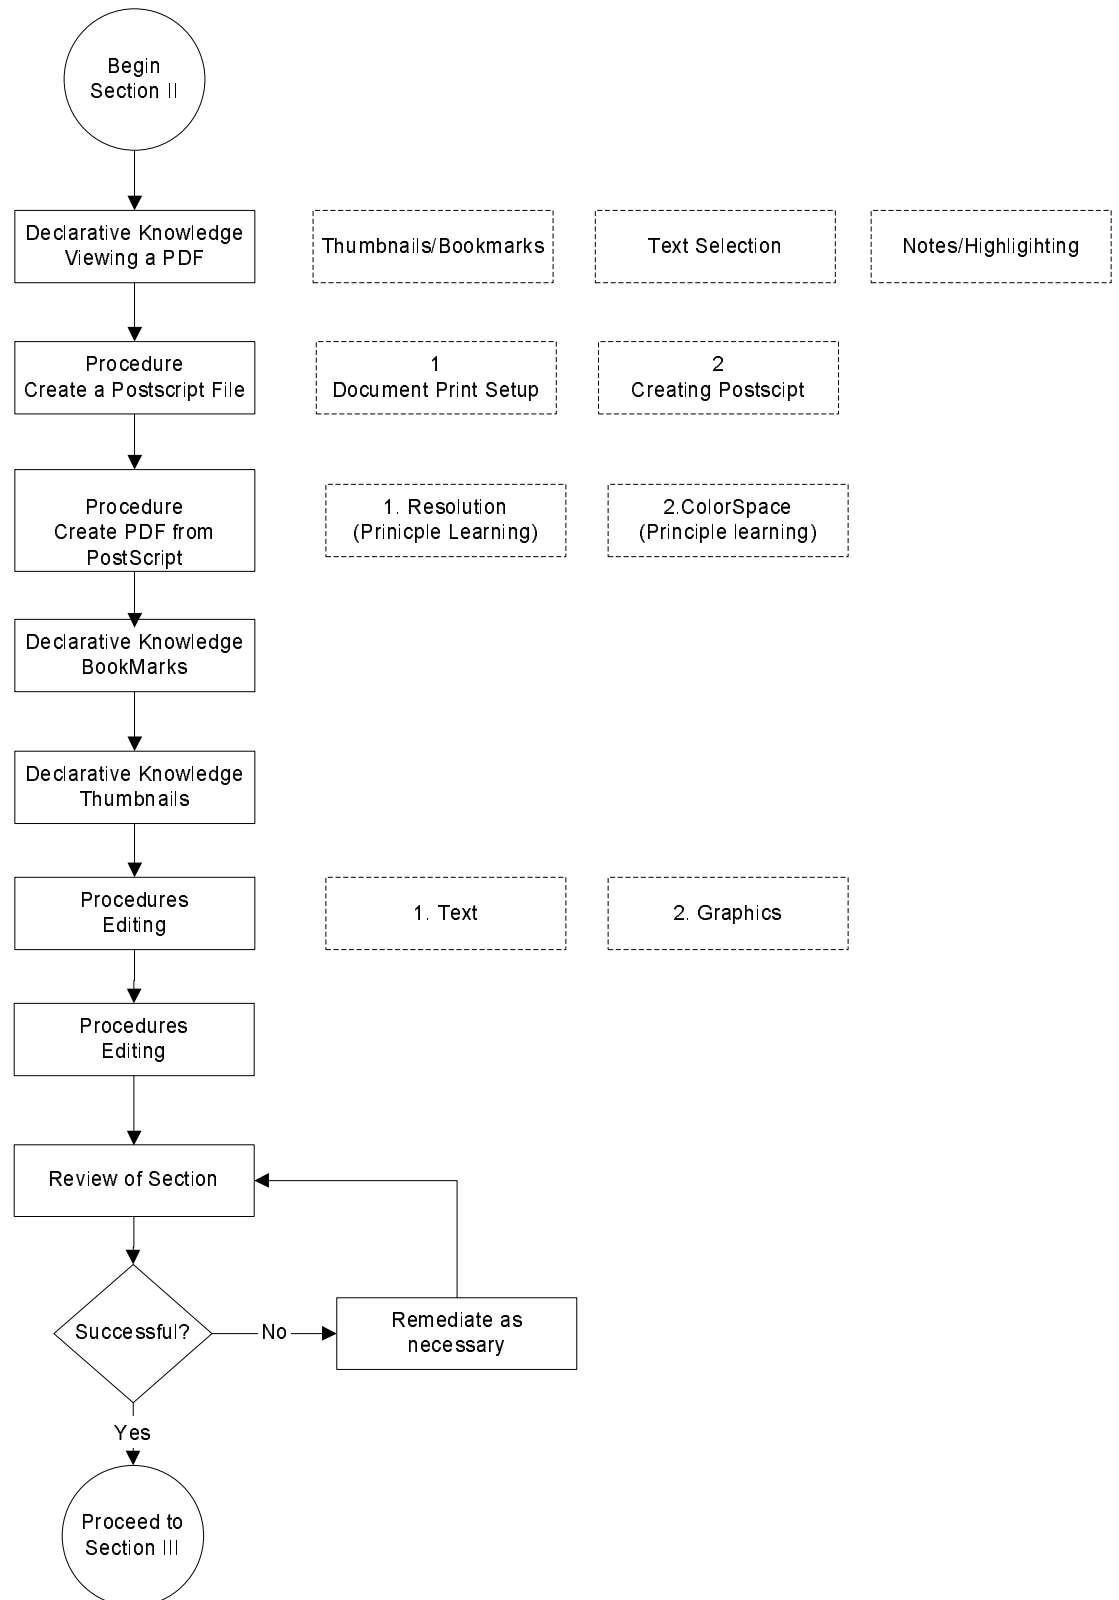 Begin
Section II
Declarative Knowledge
Viewing a PDF
Thumbnails/Bookmarks
Text Selection
Notes/Highligihting
Procedure
Create a Postscript File
1
Document Print Setup
2
Creating Postscipt
Procedure
Create PDF from
PostScript
1. Resolution
(Prinicple Learning)
2.ColorSpace
(Principle learning)
Declarative Knowledge
BookMarks
Declarative Knowledge
Thumbnails
Procedures
Editing
1. Text
2. Graphics
Procedures
Editing
Review of Section
Successful?
No
Remediate as
necessary
Yes
Proceed to
Section III